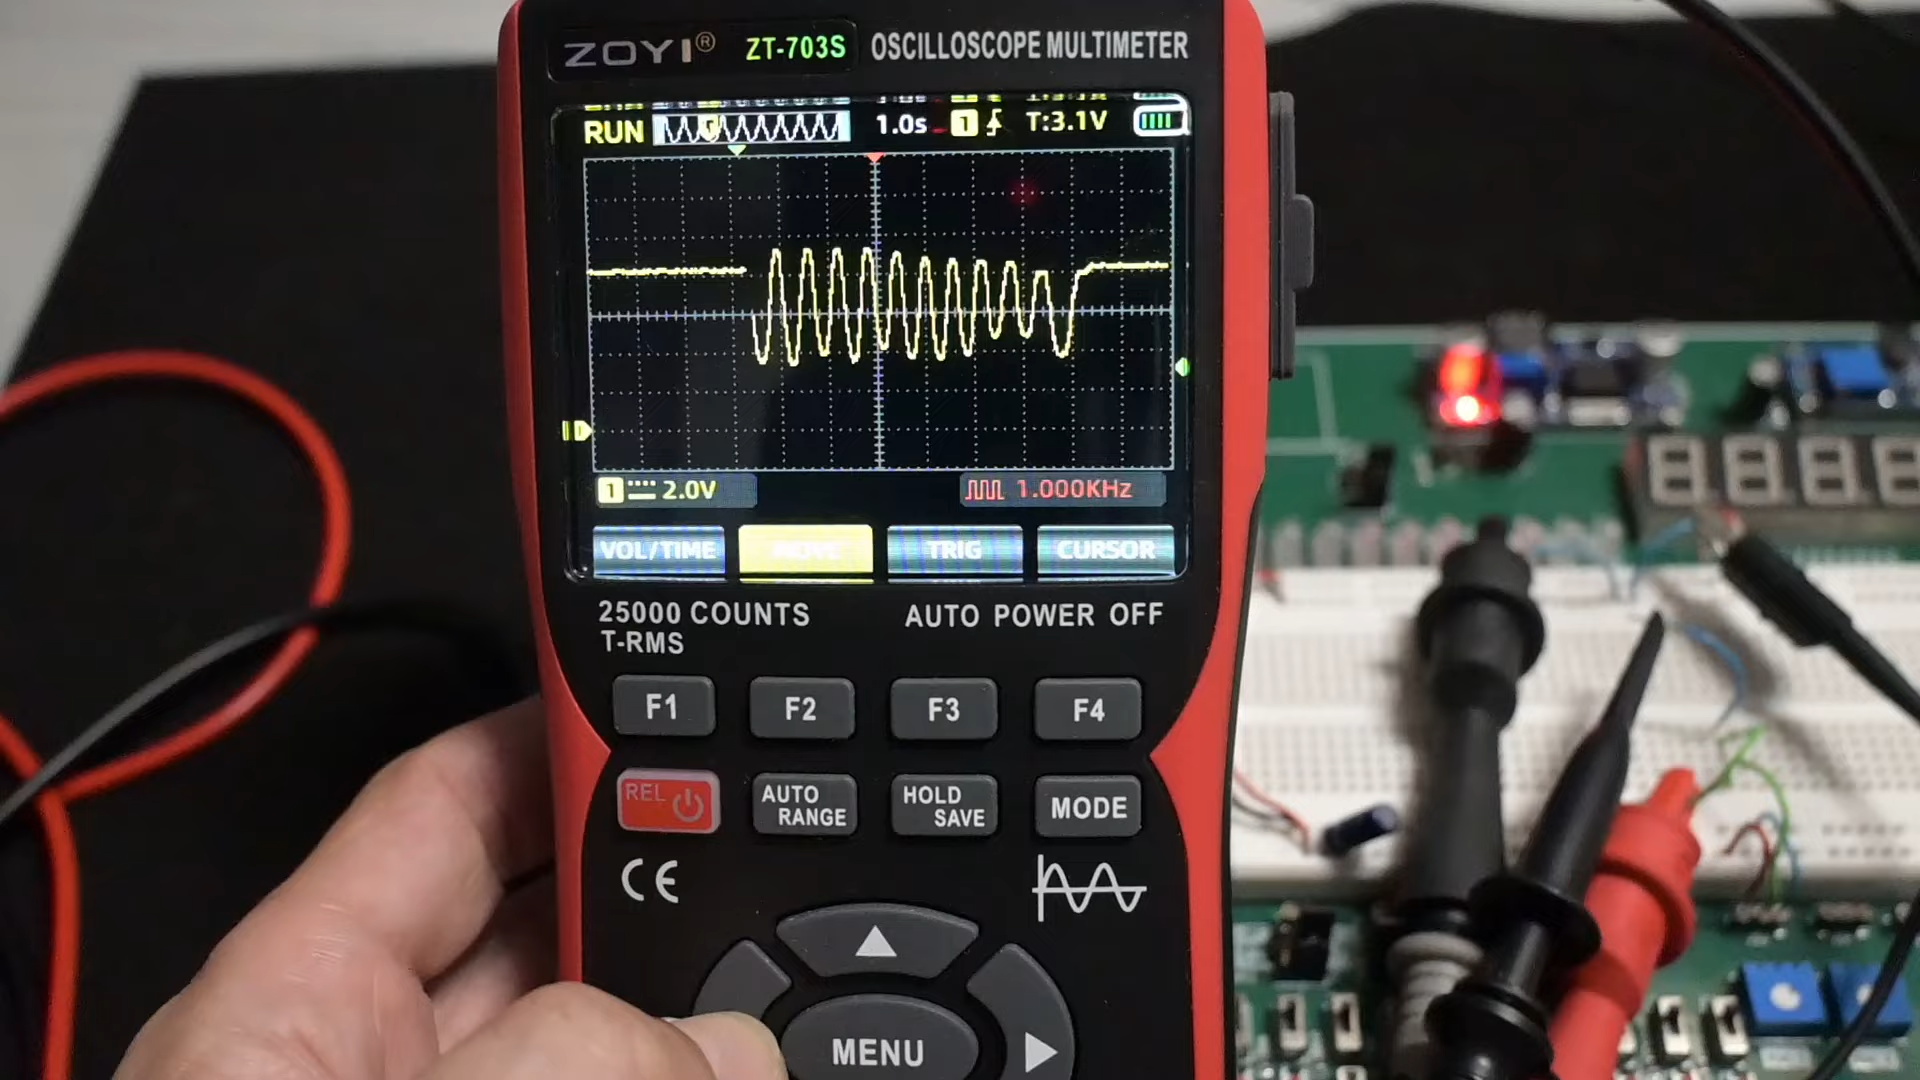 ZOYI® ZT-703S OSCILLOSCOPE MULTIMETER
RUN 1.0s 1 T:3.1V
1 2.0V 1.000KHz
VOL/TIME MOVE TRIG CURSOR
25000 COUNTS AUTO POWER OFF
T-RMS
F1 F2 F3 F4
REL AUTO RANGE HOLD SAVE MODE
CE
MENU